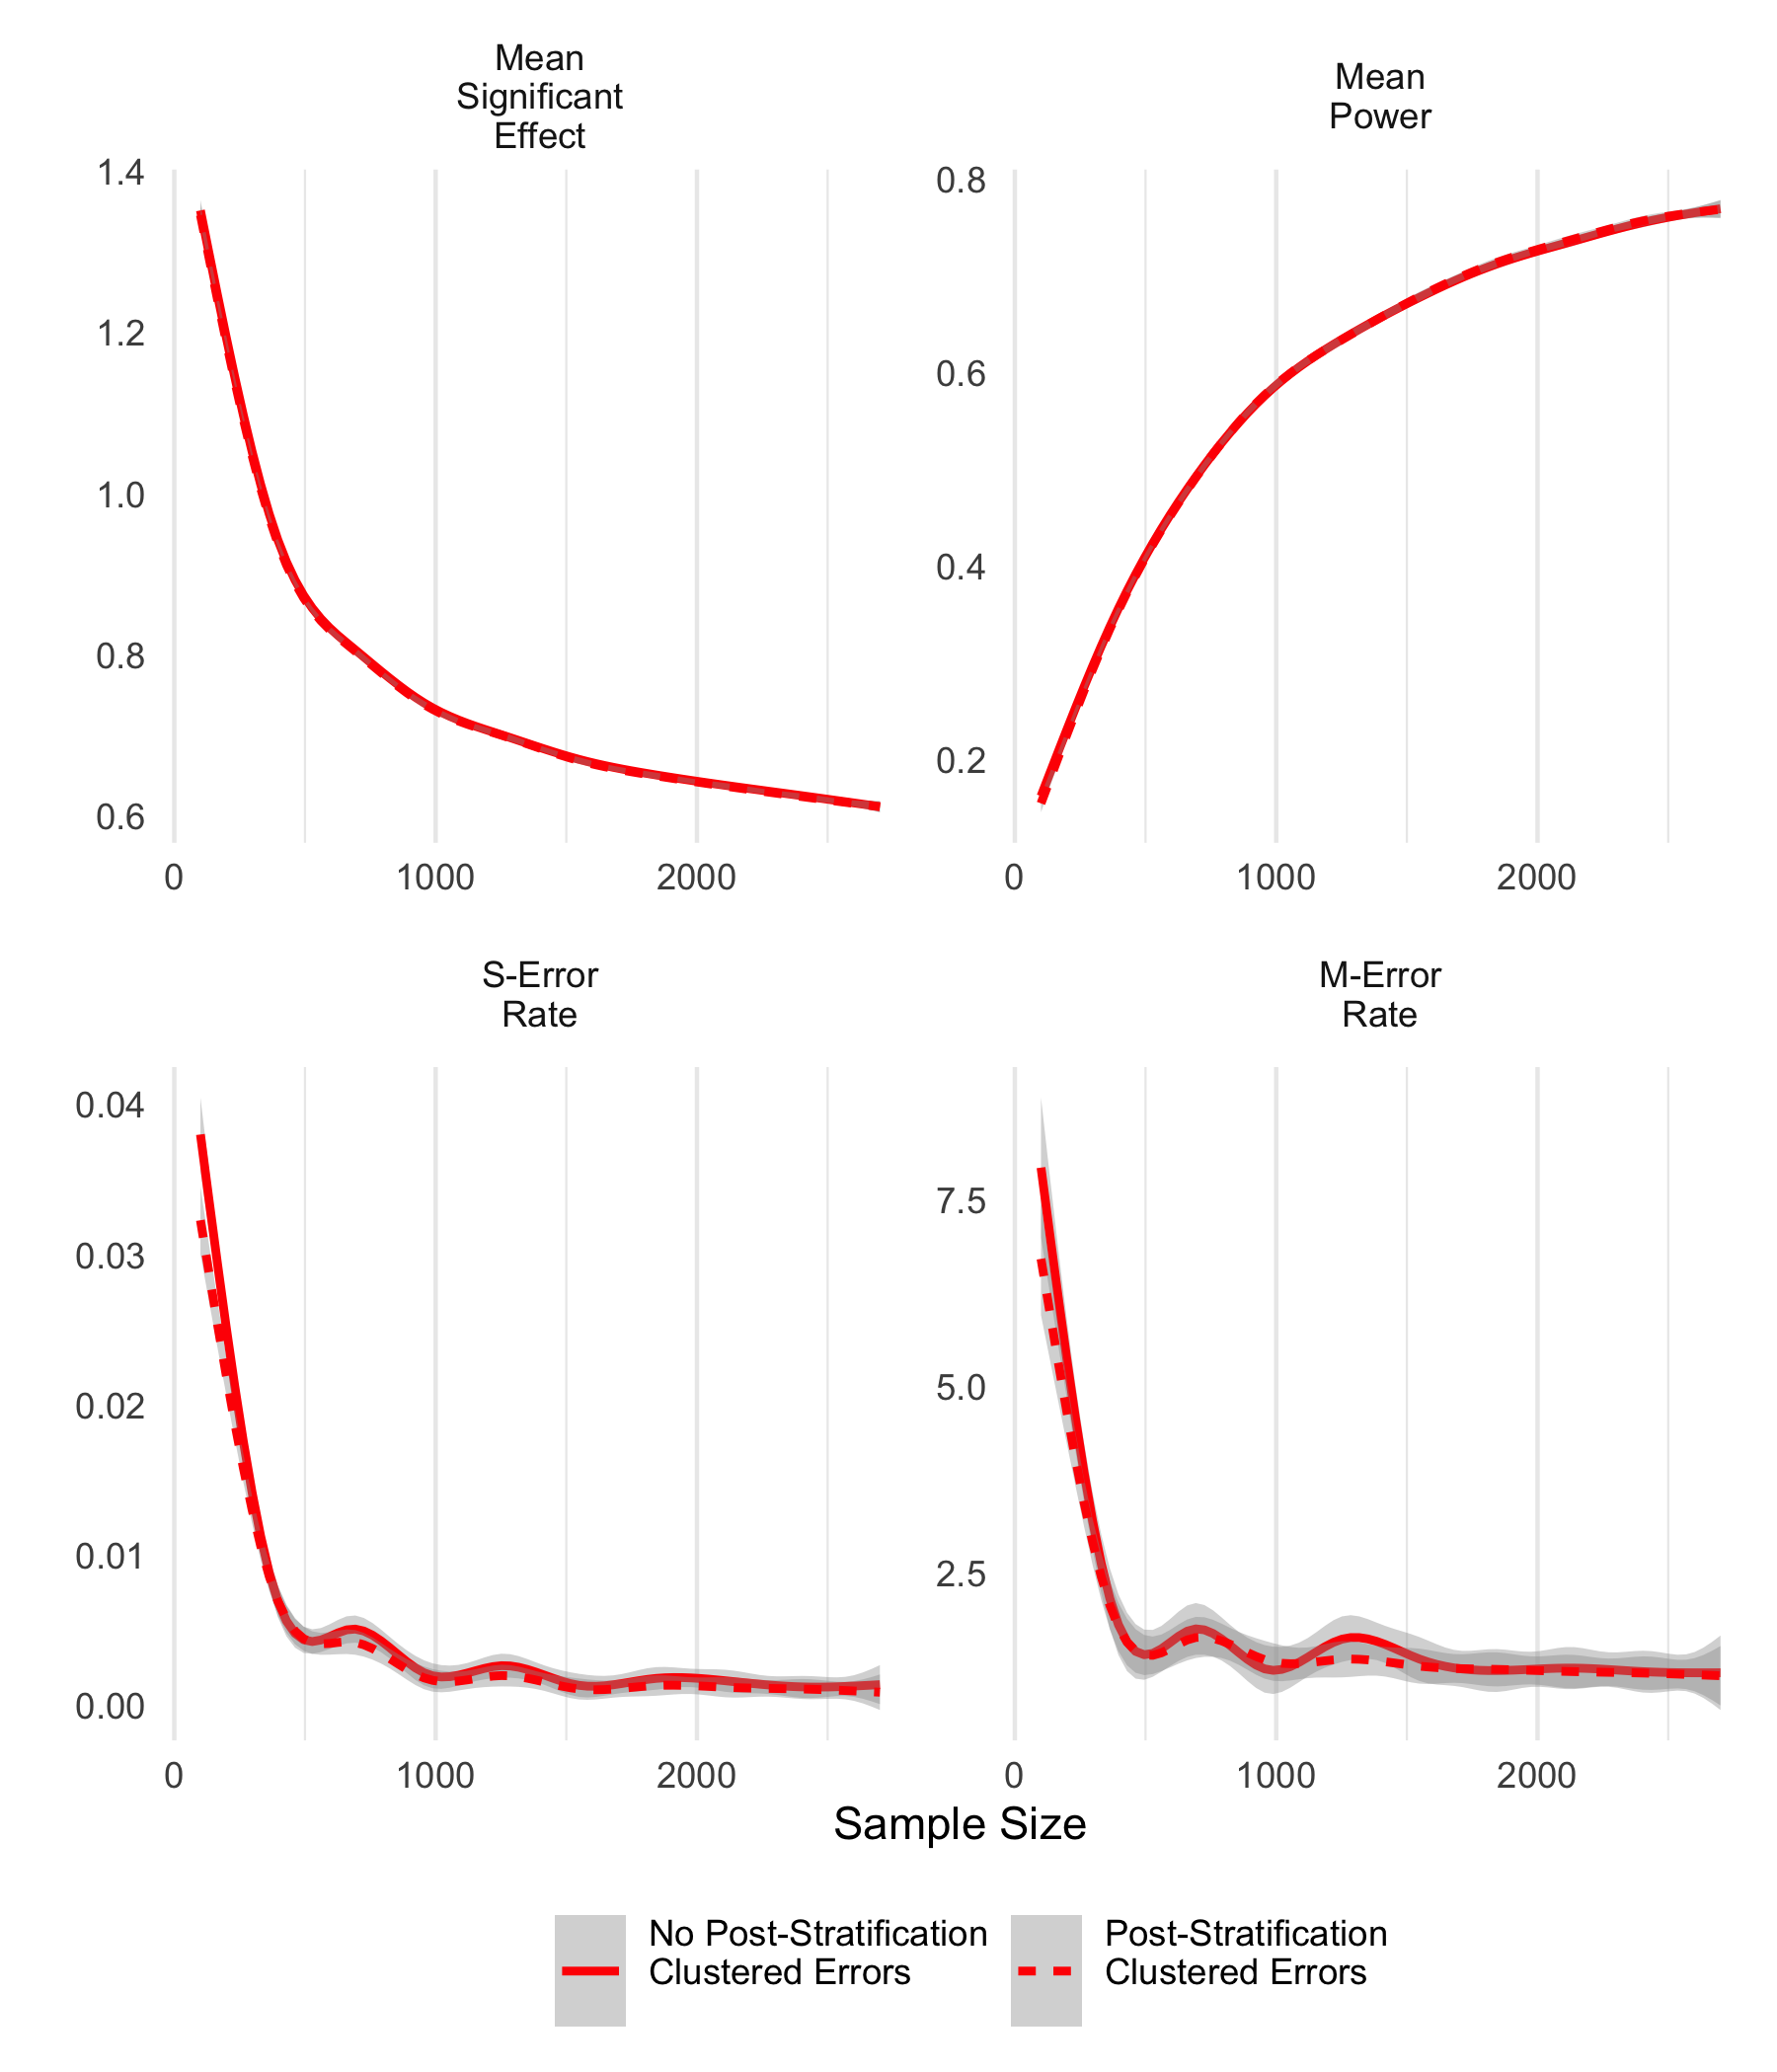 Mean
Significant
Effect
Mean
Power
1.4
1.2
1.0
0.8
0.6
0
1000
2000
0.8
0.6
0.4
0.2
0
1000
2000
S-Error
Rate
M-Error
Rate
0.04
0.03
0.02
0.01
0.00
0
1000
2000
7.5
5.0
2.5
0
1000
2000
Sample Size
No Post-Stratification
Clustered Errors
Post-Stratification
Clustered Errors